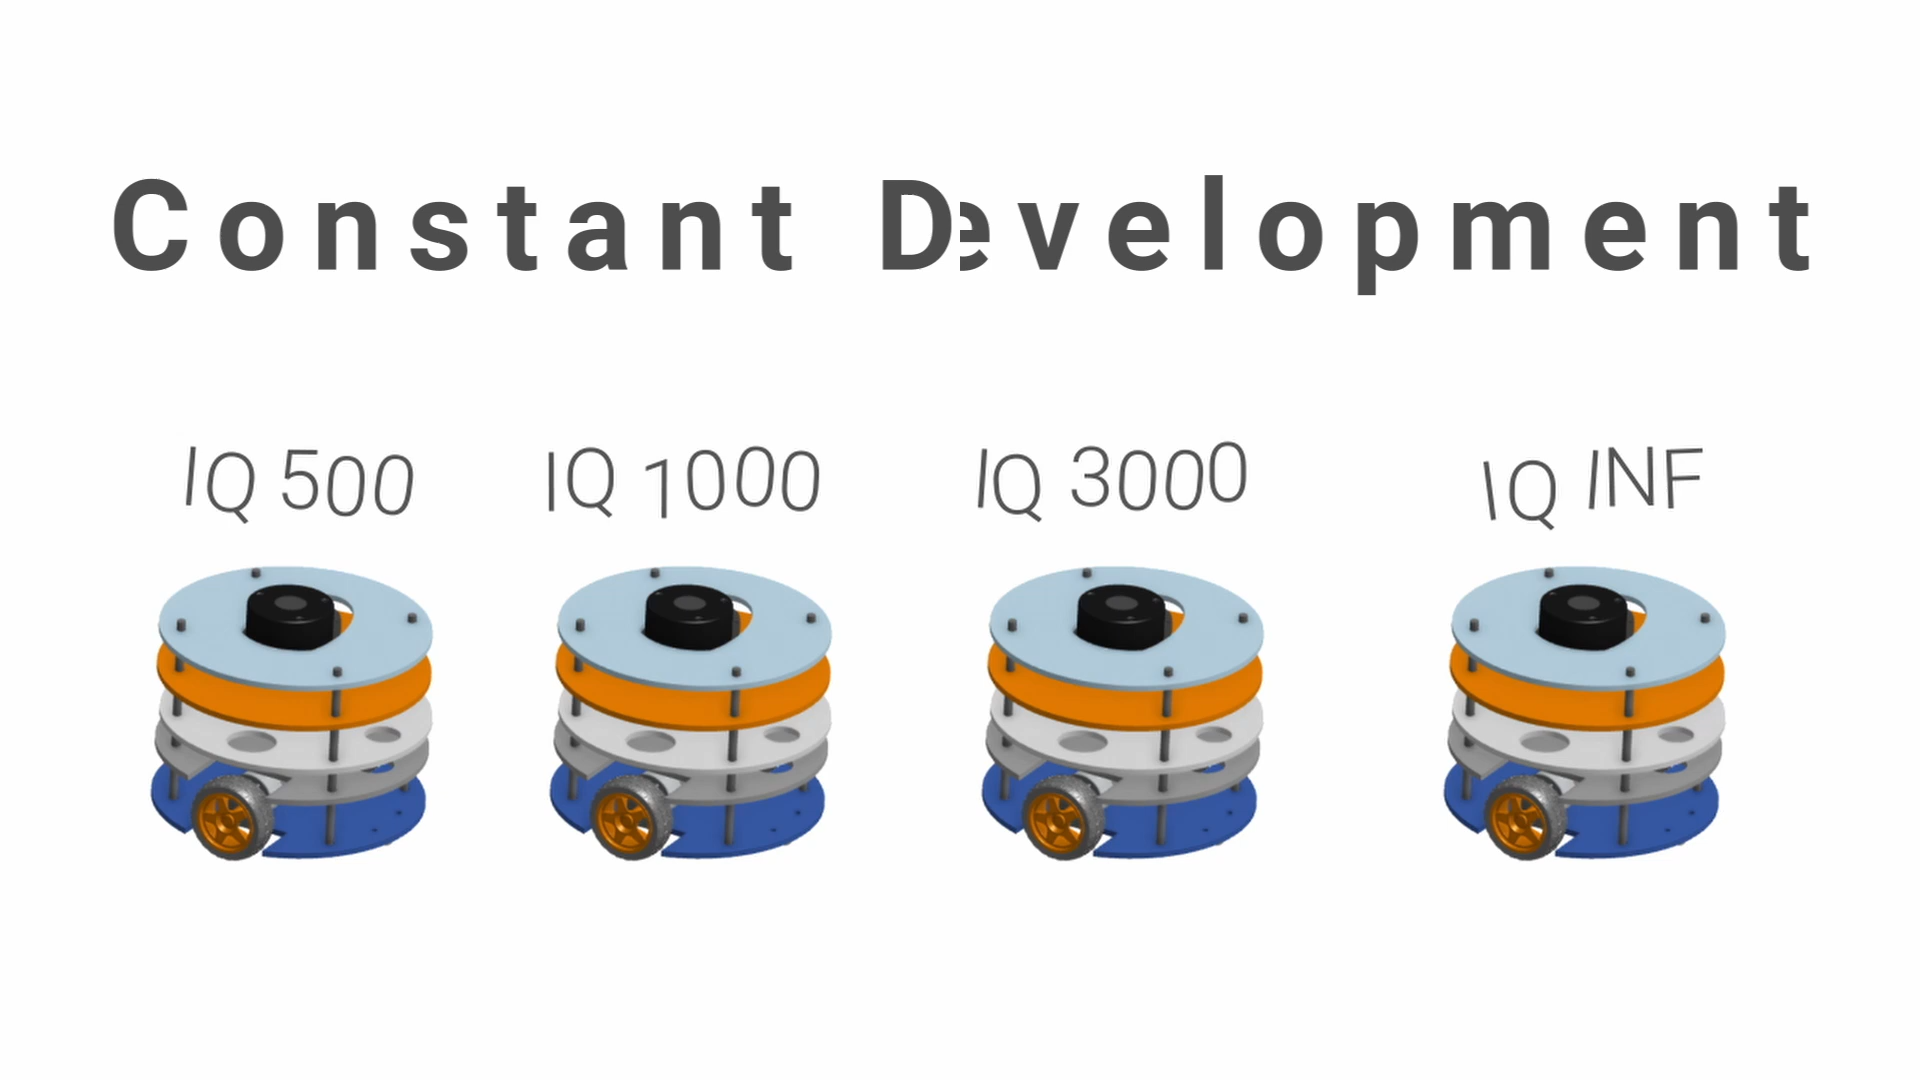 Constant Development
IQ 500
IQ 1000
IQ 3000
IQ INF